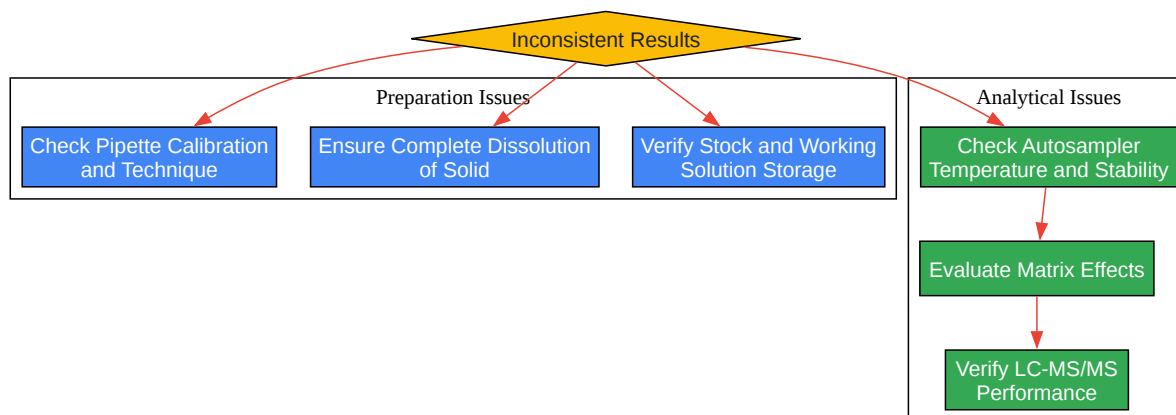 Inconsistent Results
Preparation Issues
Check Pipette Calibration
and Technique
Ensure Complete Dissolution
of Solid
Verify Stock and Working
Solution Storage
Analytical Issues
Check Autosampler
Temperature and Stability
Evaluate Matrix Effects
Verify LC-MS/MS
Performance